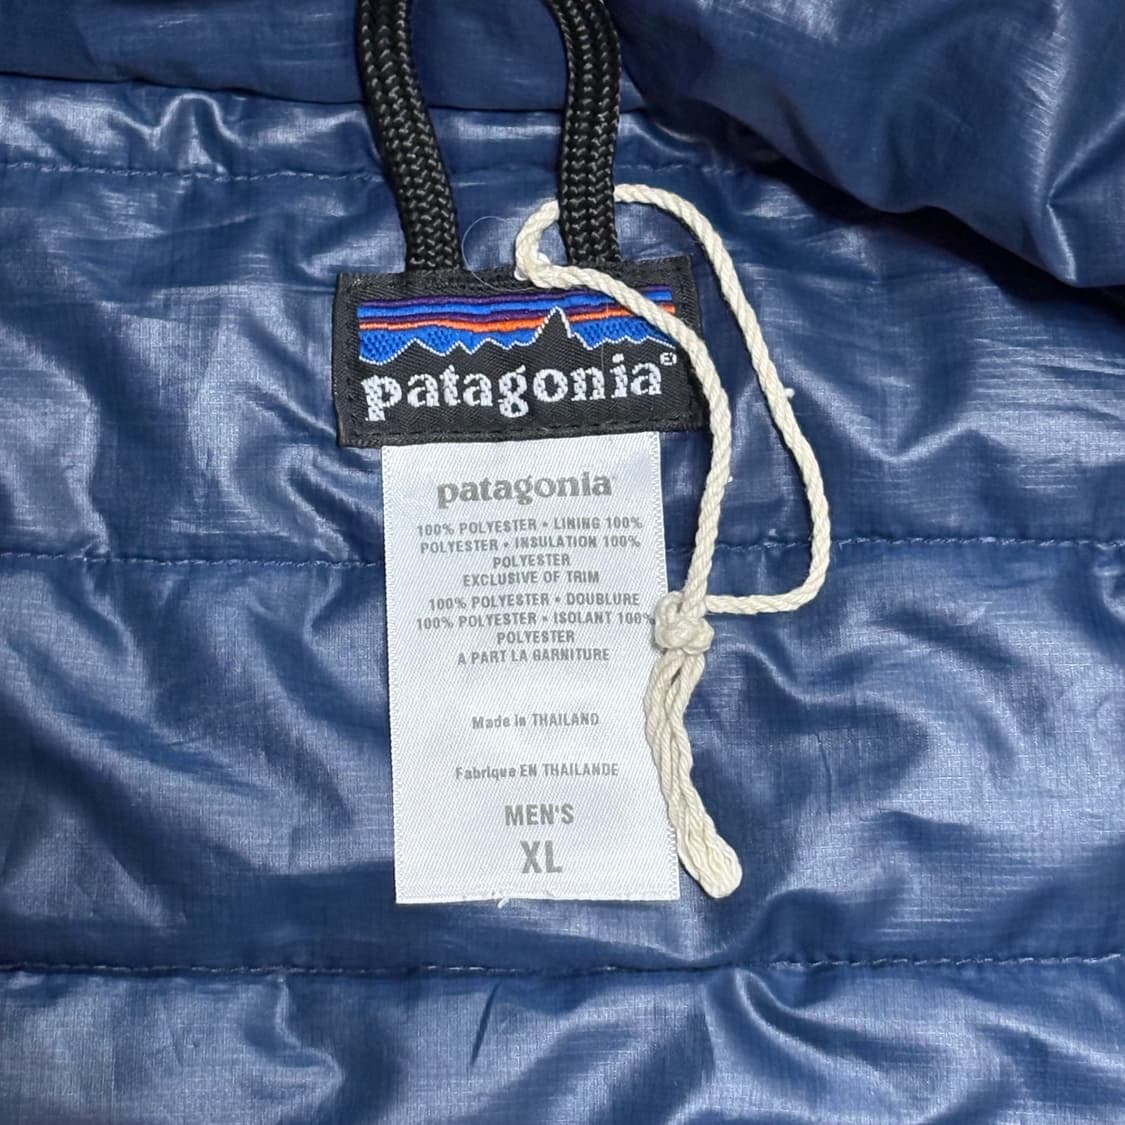 patagonia®
patagonia
100% POLYESTER • LINING 100%
POLYESTER • INSULATION 100%
POLYESTER
EXCLUSIVE OF TRIM
100% POLYESTER • DOUBLURE
100% POLYESTER • ISOLANT 100%
POLYESTER
A PART LA GARNITURE
Made in THAILAND
Fabrique EN THAILANDE
MEN'S
XL